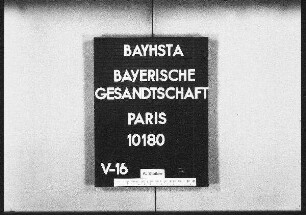 BAYHSTA
BAYERISCHE
GESANDTSCHAFT
PARIS
10180
V-16